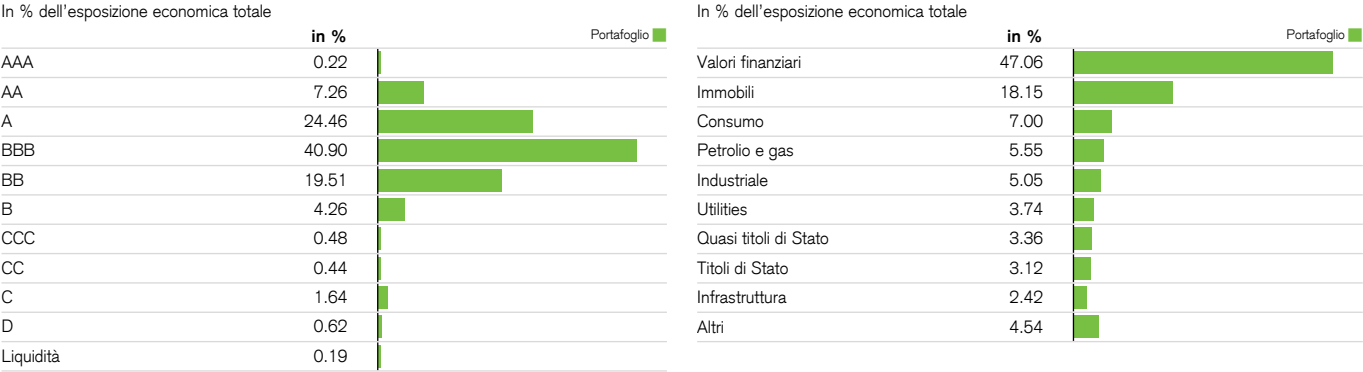 In % dell'esposizione economica totale
in % Portafoglio
AAA 0.22
AA 7.26
A 24.46
BBB 40.90
BB 19.51
B 4.26
CCC 0.48
CC 0.44
C 1.64
D 0.62
Liquidità 0.19
In % dell'esposizione economica totale
in % Portafoglio
Valori finanziari 47.06
Immobili 18.15
Consumo 7.00
Petrolio e gas 5.55
Industriale 5.05
Utilities 3.74
Quasi titoli di Stato 3.36
Titoli di Stato 3.12
Infrastruttura 2.42
Altri 4.54